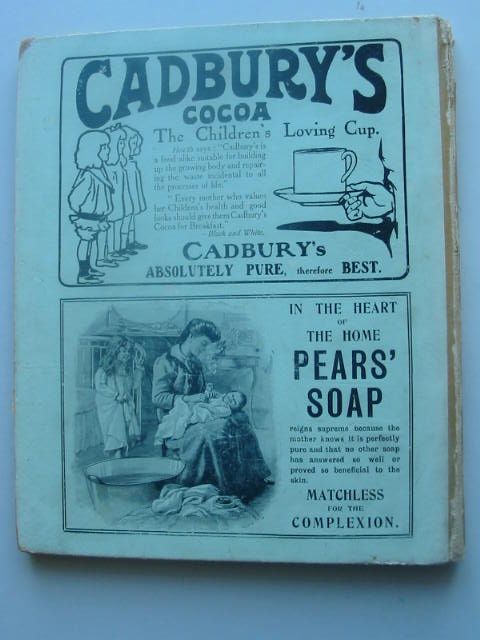 CADBURY'S
COCOA
The Children's Loving Cup.
Health says: "Cadbury's is
a food alike suitable for building
up the growing body and repair-
ing the waste incidental to all
the processes of life."
"Every mother who values
her Children's health and good
looks should give them Cadbury's
Cocoa for Breakfast."
—Black and White.
CADBURY's
ABSOLUTELY PURE, therefore BEST.
IN THE HEART
OF
THE HOME
PEARS'
SOAP
reigns supreme because the
mother knows it is perfectly
pure and that no other soap
has answered so well or
proved so beneficial to the
skin.
MATCHLESS
FOR THE
COMPLEXION.